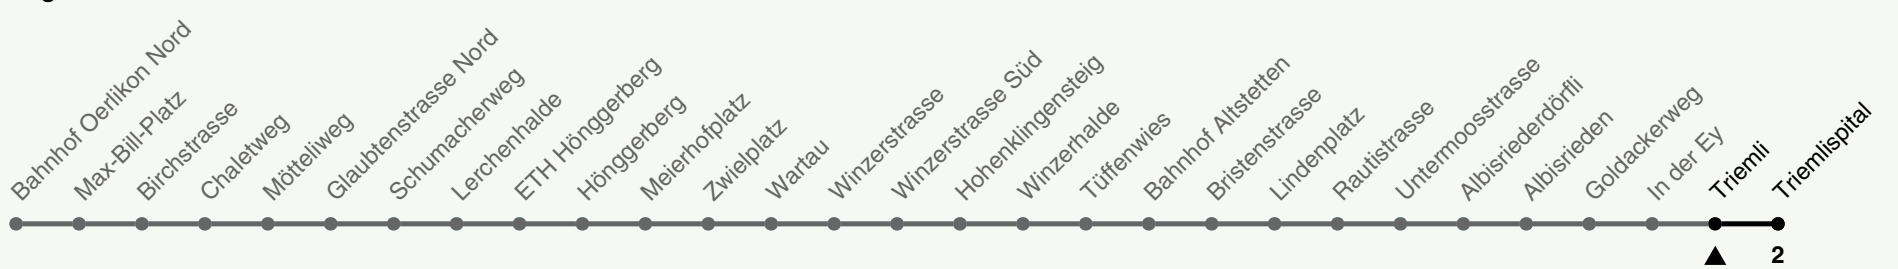 Bahnhof Oerlikon Nord
Max-Bill-Platz
Birchstrasse
Chaletweg
Mötteliweg
Glaubtenstrasse Nord
Schumacherweg
Lerchenhalde
ETH Hönggerberg
Hönggerberg
Meierhofplatz
Zwielplatz
Wartau
Winzerstrasse
Winzerstrasse Süd
Hohenklingensteig
Winzerhalde
Tüffenwies
Bahnhof Altstetten
Bristenstrasse
Lindenplatz
Rautistrasse
Untermoosstrasse
Albisriederdörfli
Albisrieden
Goldackerweg
In der Ey
Triemli
Triemlispital
2